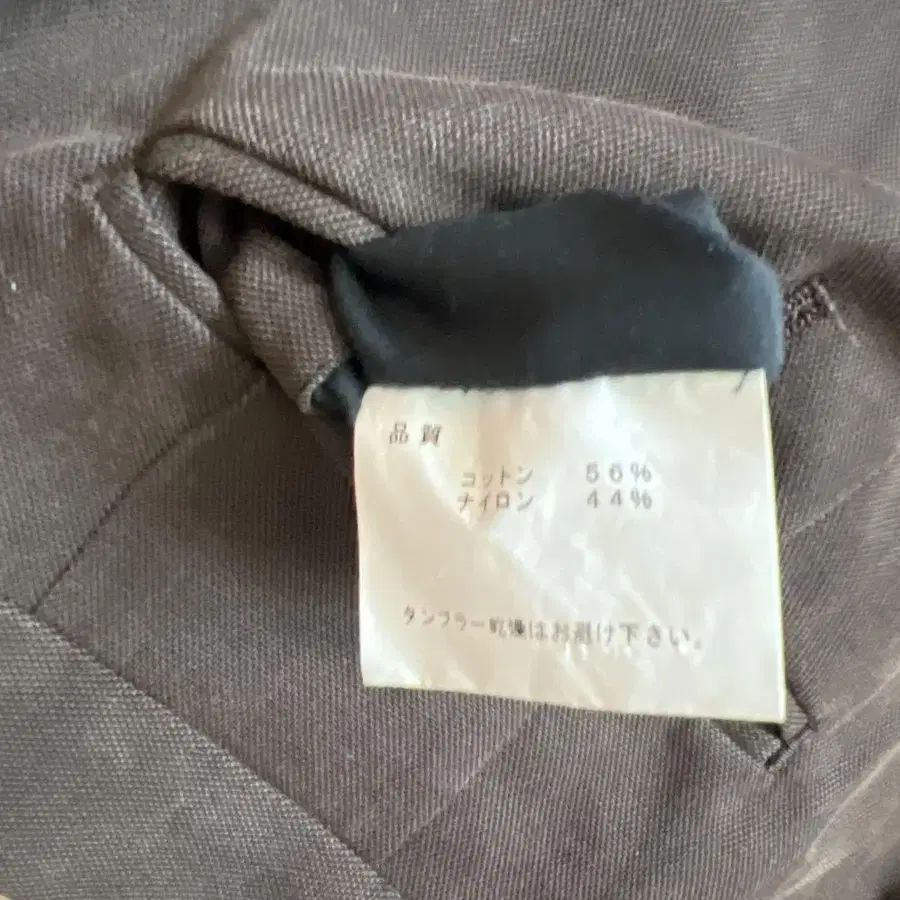 品質
コットン 56%
ナイロン 44%
タンブラー乾燥はお避け下さい。